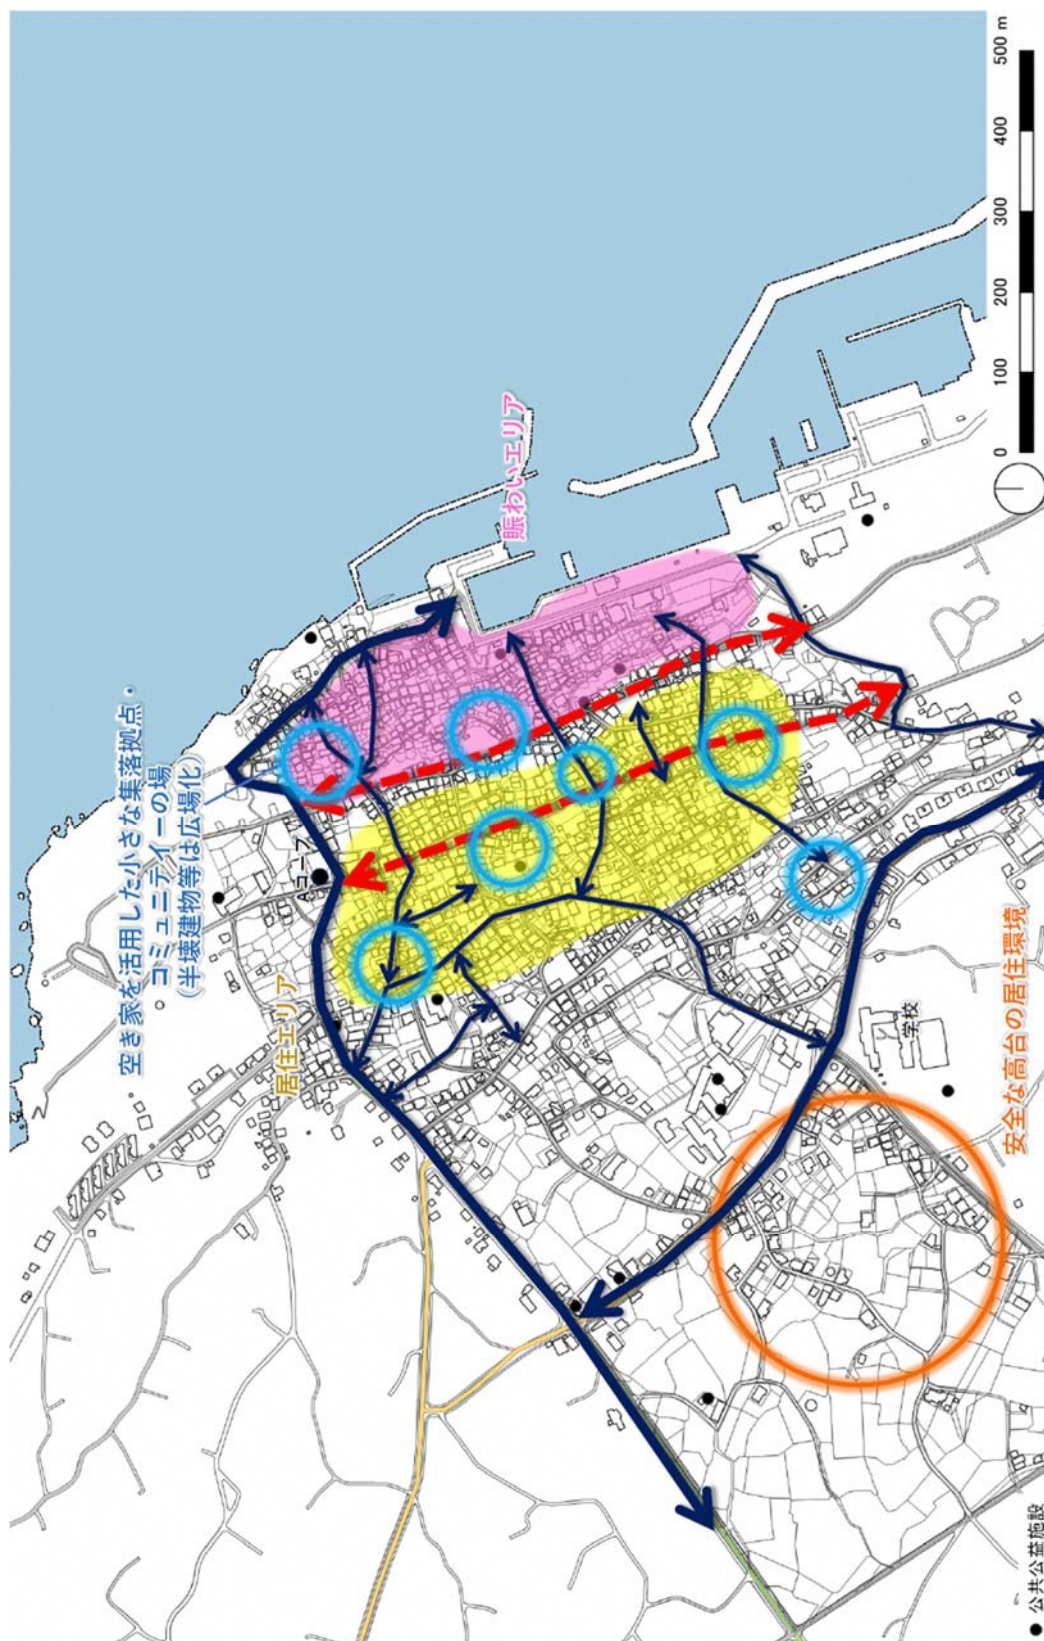 空き家を活用した小さな集落拠点・
コミュニティーの場
(半壊建物等は広場化)
賑わいエリア
Aコープ
居住エリア
学校
安全な高台の居住環境
● 公共公益施設
0 100 200 300 400 500 m